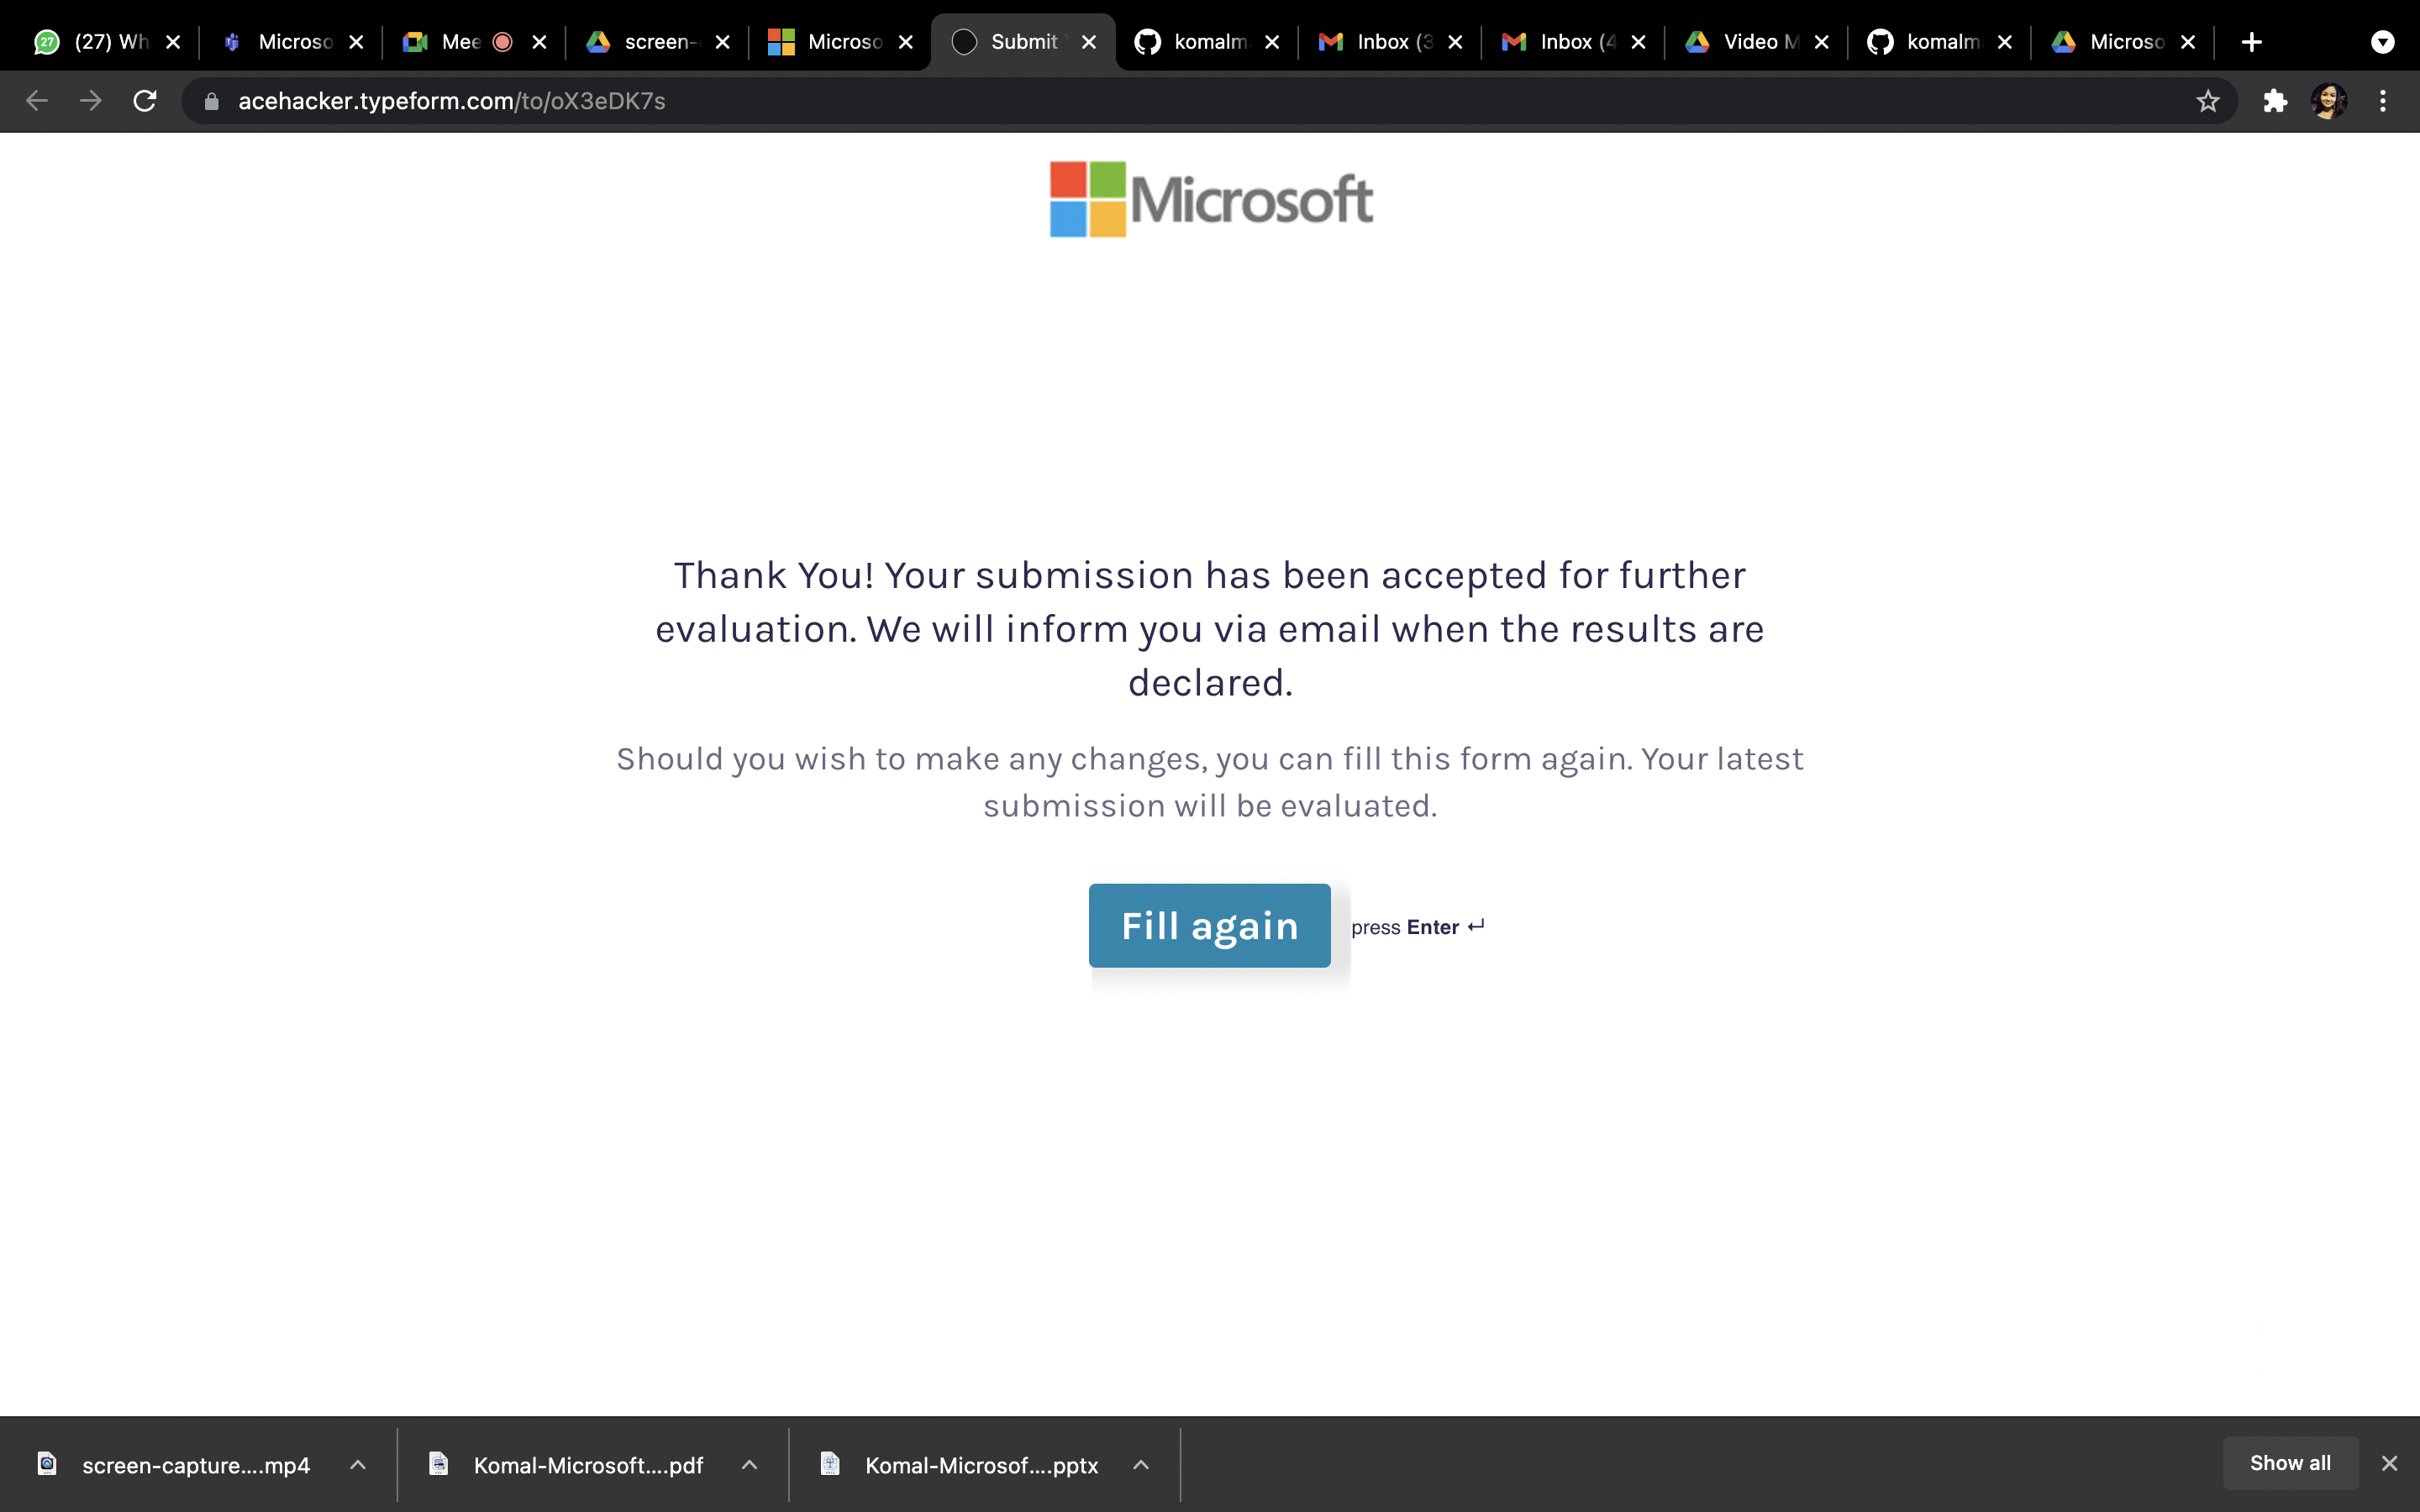 27 (27) Wh Microso Mee screen- Microso Submit komalm Inbox (3 Inbox (4 Video M komalm Microso
acehacker.typeform.com/to/oX3eDK7s
Microsoft
Thank You! Your submission has been accepted for further
evaluation. We will inform you via email when the results are
declared.
Should you wish to make any changes, you can fill this form again. Your latest
submission will be evaluated.
Fill again press Enter ↵
screen-capture....mp4 Komal-Microsoft....pdf Komal-Microsof....pptx Show all